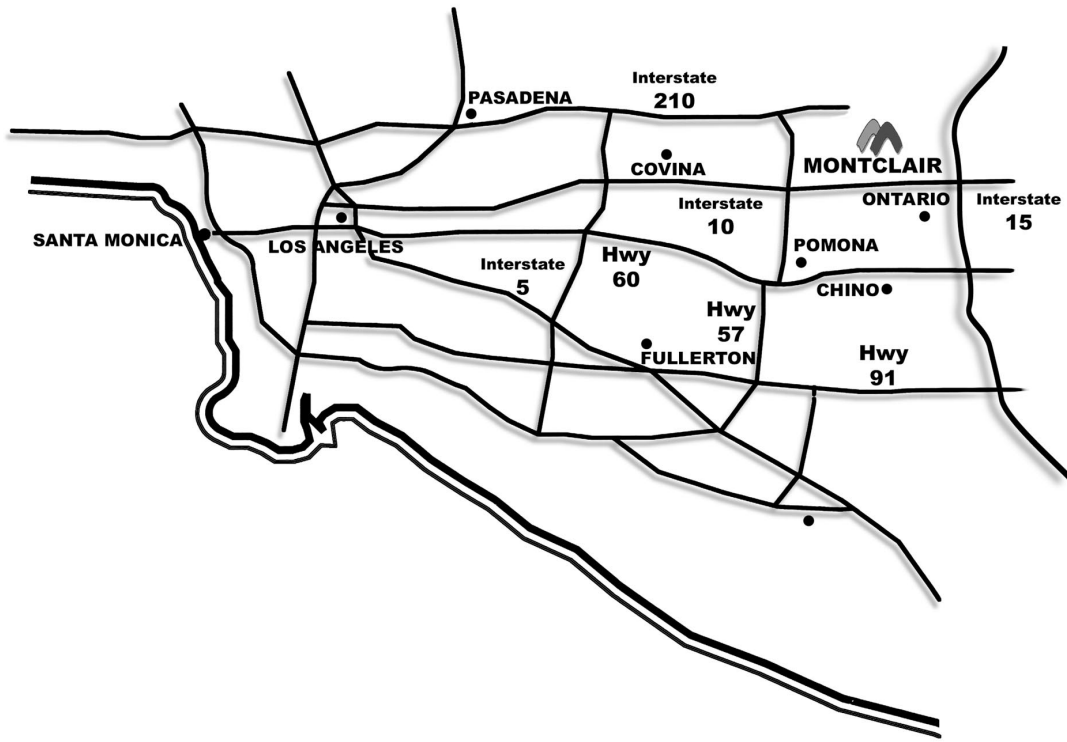 Interstate
210
PASADENA
COVINA
MONTCLAIR
Interstate
10
ONTARIO
Interstate
15
SANTA MONICA
LOS ANGELES
Interstate
5
Hwy
60
POMONA
CHINO
Hwy
57
FULLERTON
Hwy
91